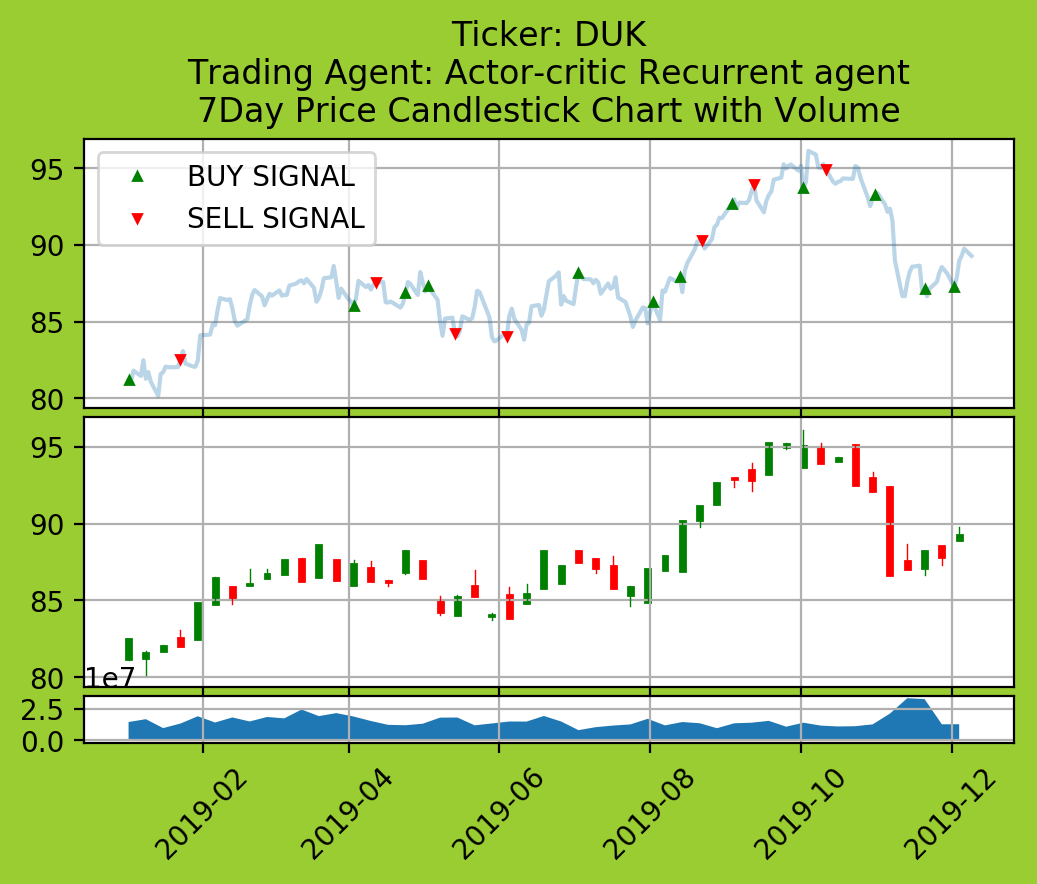 Ticker: DUK
Trading Agent: Actor-critic Recurrent agent
7Day Price Candlestick Chart with Volume
BUY SIGNAL
SELL SIGNAL
95
90
85
80
95
90
85
80
1e7
2.5
0.0
2019-02
2019-04
2019-06
2019-08
2019-10
2019-12